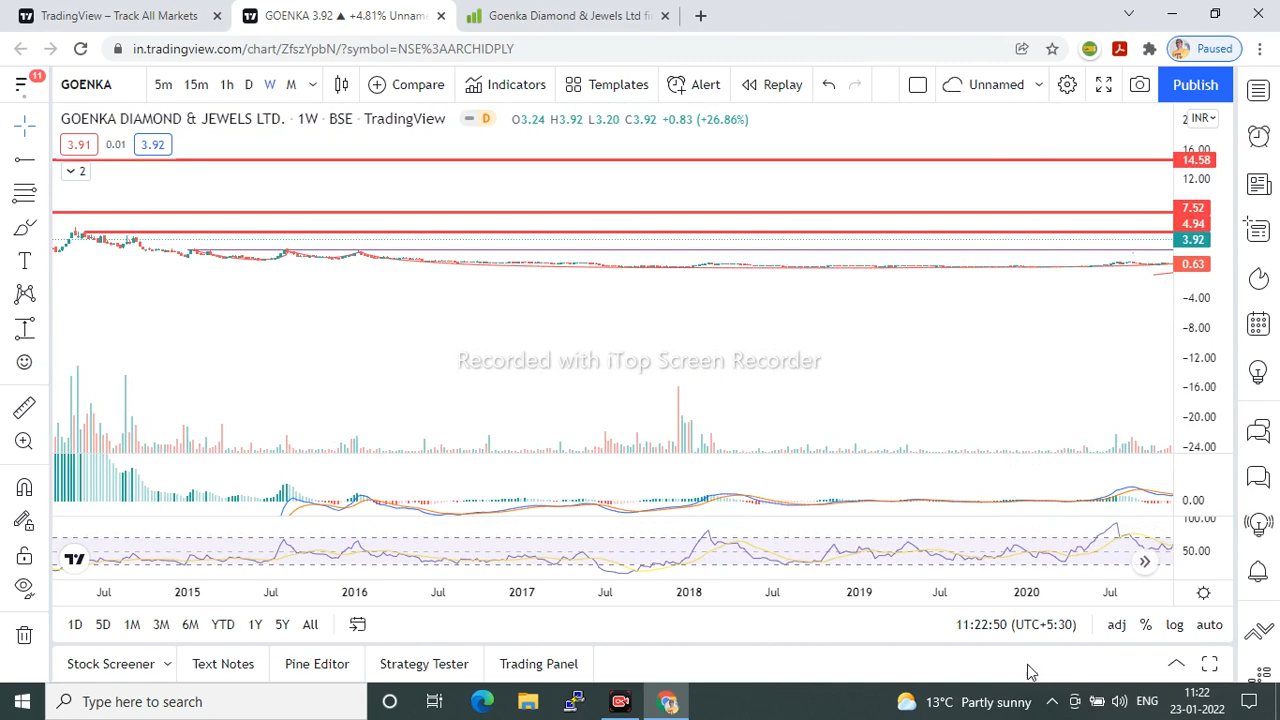 TradingView – Track All Markets
GOENKA 3.92 ▲ +4.81% Unnam
Goenka Diamond & Jewels Ltd fi
in.tradingview.com/chart/ZfszYpbN/?symbol=NSE%3AARCHIDPLY
Paused
11
GOENKA
5m 15m 1h D W M
Compare
Indicators
Templates
Alert
Replay
Unnamed
Publish
GOENKA DIAMOND & JEWELS LTD. · 1W · BSE · TradingView
D
O3.24 H3.92 L3.20 C3.92 +0.83 (+26.86%)
INR
3.91 0.01 3.92
2
16.00
14.58
12.00
7.52
4.94
3.92
0.63
−4.00
−8.00
−12.00
−16.00
−20.00
−24.00
0.00
100.00
50.00
Recorded with iTop Screen Recorder
Jul 2015 Jul 2016 Jul 2017 Jul 2018 Jul 2019 Jul 2020 Jul
1D 5D 1M 3M 6M YTD 1Y 5Y All
11:22:50 (UTC+5:30)
adj % log auto
Stock Screener
Text Notes
Pine Editor
Strategy Tester
Trading Panel
Type here to search
13°C Partly sunny
ENG
11:22
23-01-2022